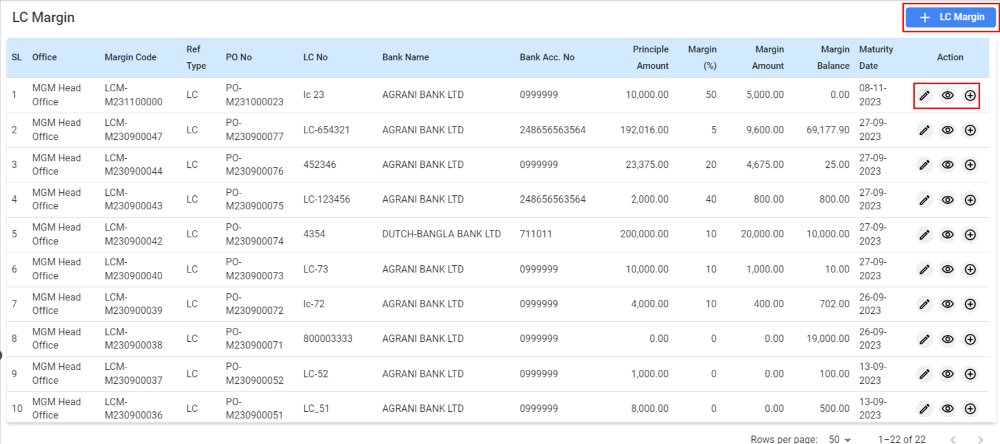 LC Margin
+ LC Margin
SL Office Margin Code Ref Type PO No LC No Bank Name Bank Acc. No Principle Amount Margin (%) Margin Amount Margin Balance Maturity Date Action
1 MGM Head Office LCM-M231100000 LC PO-M231000023 lc 23 AGRANI BANK LTD 0999999 10,000.00 50 5,000.00 0.00 08-11-2023
2 MGM Head Office LCM-M230900047 LC PO-M230900077 LC-654321 AGRANI BANK LTD 248656563564 192,016.00 5 9,600.00 69,177.90 27-09-2023
3 MGM Head Office LCM-M230900044 LC PO-M230900076 452346 AGRANI BANK LTD 0999999 23,375.00 20 4,675.00 25.00 27-09-2023
4 MGM Head Office LCM-M230900043 LC PO-M230900075 LC-123456 AGRANI BANK LTD 248656563564 2,000.00 40 800.00 800.00 27-09-2023
5 MGM Head Office LCM-M230900042 LC PO-M230900074 4354 DUTCH-BANGLA BANK LTD 711011 200,000.00 10 20,000.00 10,000.00 27-09-2023
6 MGM Head Office LCM-M230900040 LC PO-M230900073 LC-73 AGRANI BANK LTD 0999999 10,000.00 10 1,000.00 10.00 27-09-2023
7 MGM Head Office LCM-M230900039 LC PO-M230900072 lc-72 AGRANI BANK LTD 0999999 4,000.00 10 400.00 702.00 26-09-2023
8 MGM Head Office LCM-M230900038 LC PO-M230900071 800003333 AGRANI BANK LTD 0999999 0.00 0 0.00 19,000.00 26-09-2023
9 MGM Head Office LCM-M230900037 LC PO-M230900052 LC-52 AGRANI BANK LTD 0999999 1,000.00 0 0.00 100.00 13-09-2023
10 MGM Head Office LCM-M230900036 LC PO-M230900051 LC_51 AGRANI BANK LTD 0999999 8,000.00 0 0.00 500.00 13-09-2023
Rows per page: 50 1–22 of 22